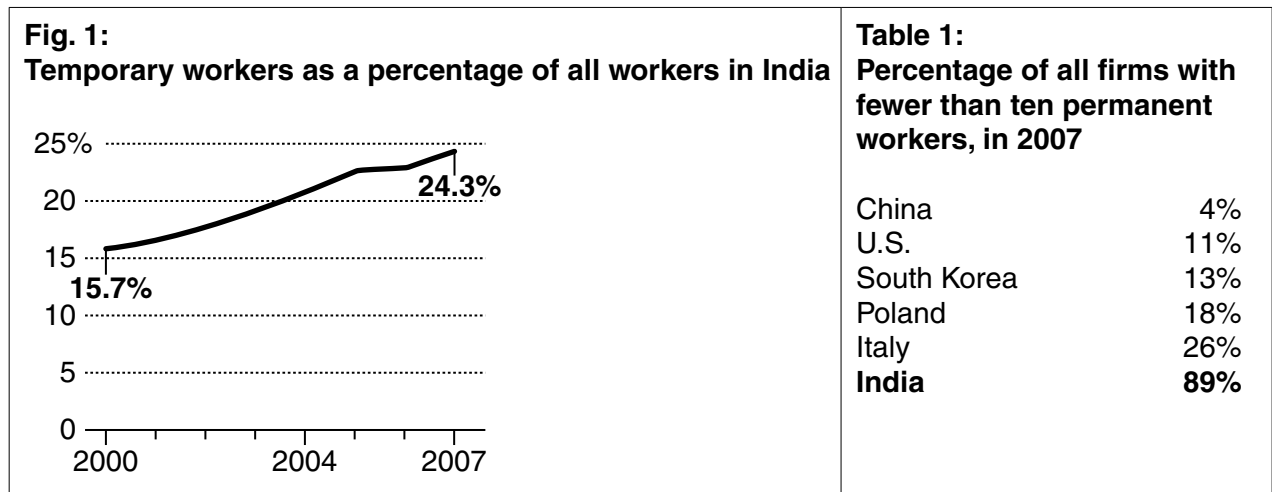 Fig. 1:
Temporary workers as a percentage of all workers in India
25%
24.3%
20
15
15.7%
10
5
0
2000 2004 2007
Table 1:
Percentage of all firms with
fewer than ten permanent
workers, in 2007
China 4%
U.S. 11%
South Korea 13%
Poland 18%
Italy 26%
India 89%